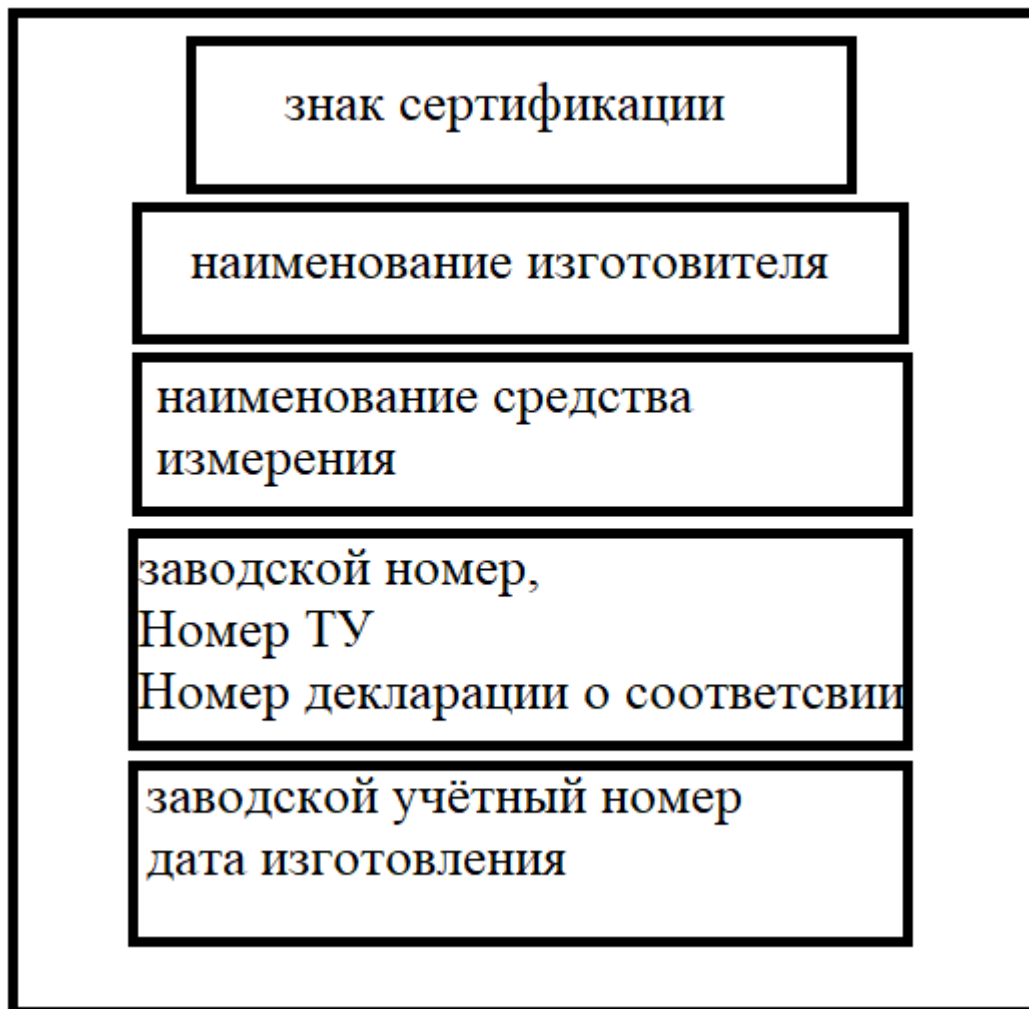 знак сертификации
наименование изготовителя
наименование средства
измерения
заводской номер,
Номер ТУ
Номер декларации о соответсвии
заводской учётный номер
дата изготовления